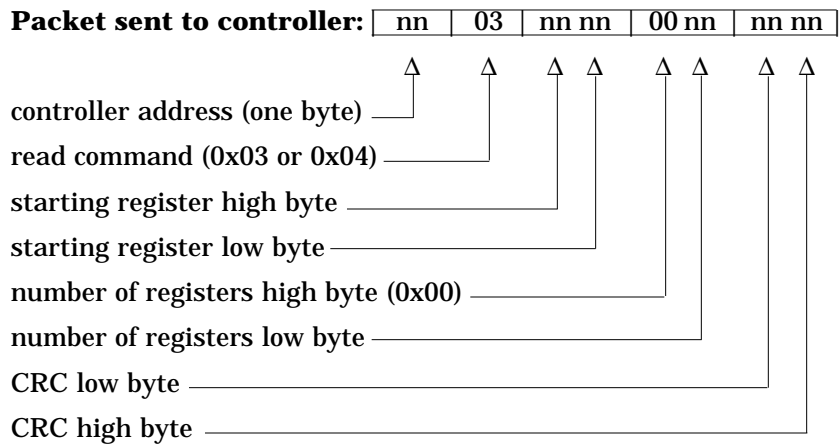 Packet sent to controller: nn 03 nn nn 00 nn nn nn
controller address (one byte)
read command (0x03 or 0x04)
starting register high byte
starting register low byte
number of registers high byte (0x00)
number of registers low byte
CRC low byte
CRC high byte